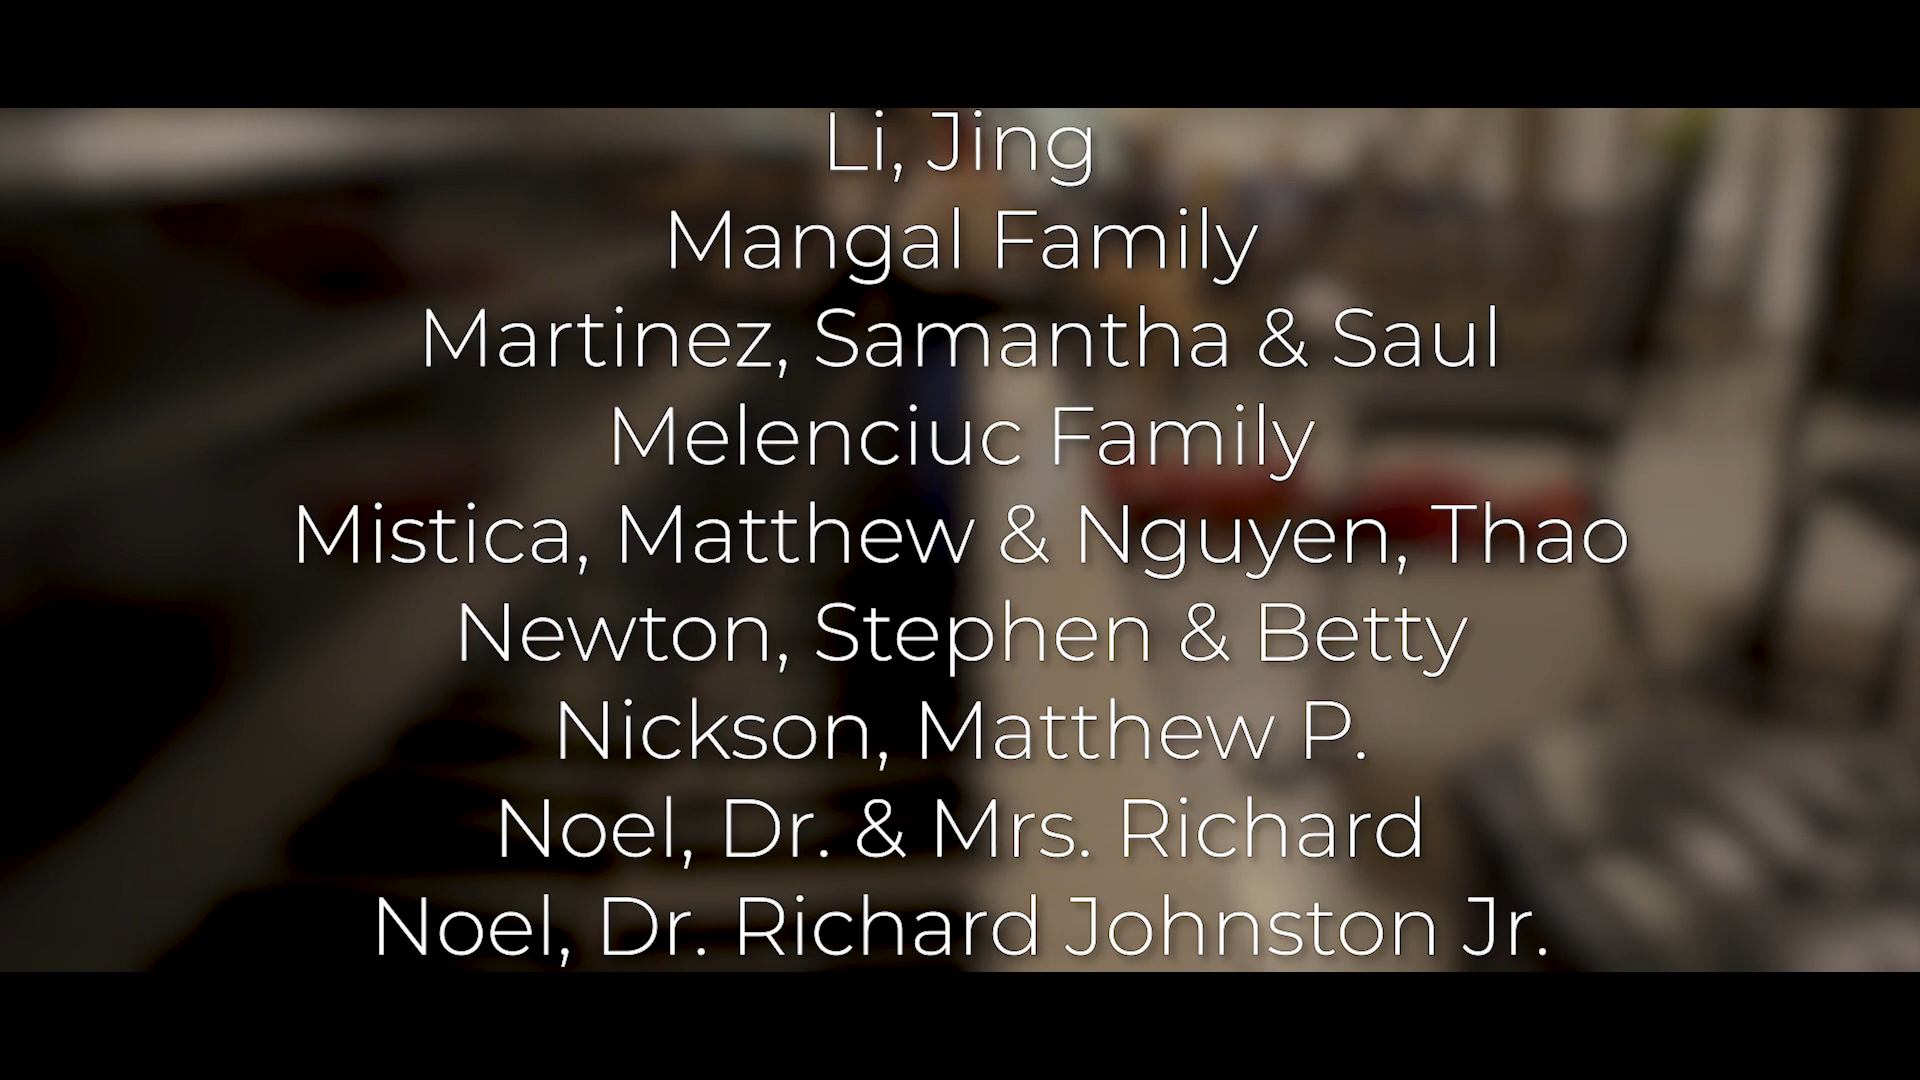 Li, Jing
Mangal Family
Martinez, Samantha & Saul
Melenciuc Family
Mistica, Matthew & Nguyen, Thao
Newton, Stephen & Betty
Nickson, Matthew P.
Noel, Dr. & Mrs. Richard
Noel, Dr. Richard Johnston Jr.